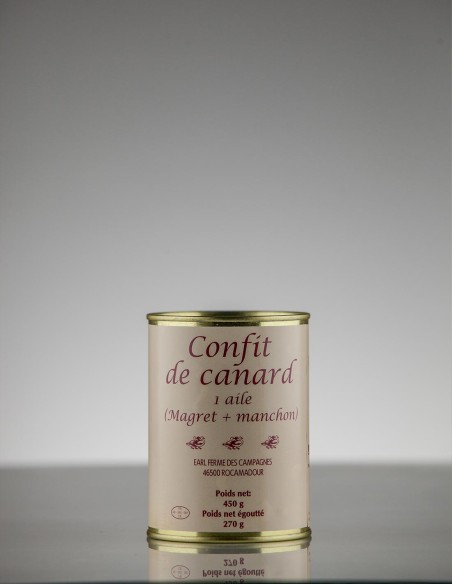 Confit
de canard
1 aile
(Magret + manchon)
EARL FERME DES CAMPAGNES
46500 ROCAMADOUR
Poids net:
450 g
Poids net égoutté
270 g